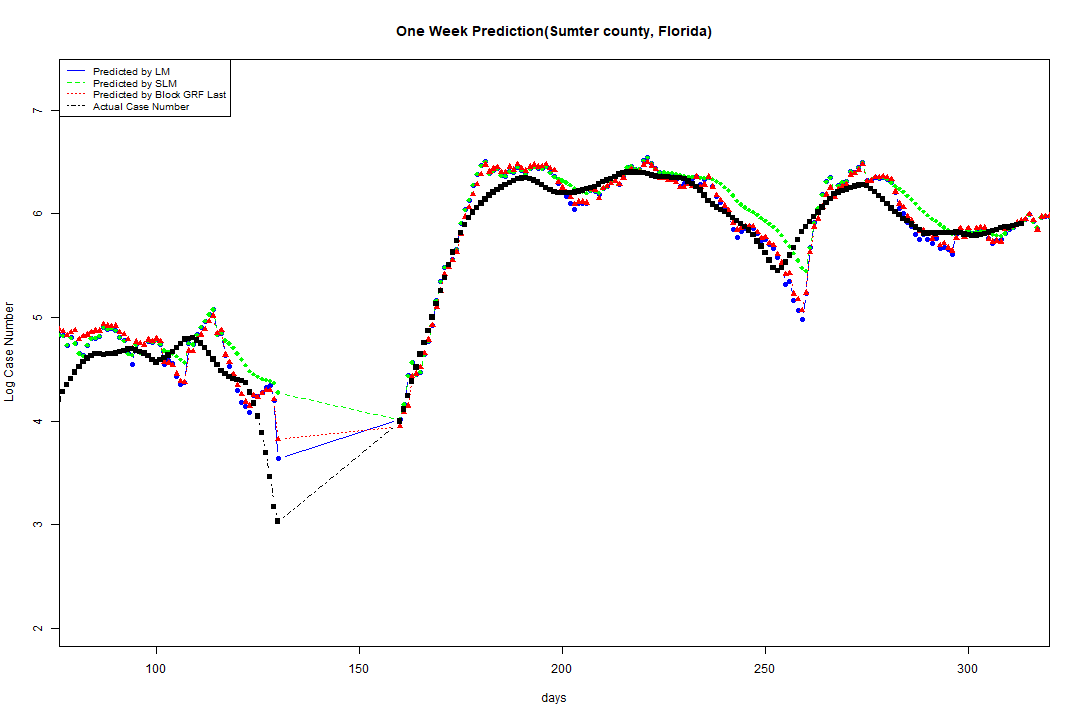 One Week Prediction(Sumter county, Florida)
Predicted by LM
Predicted by SLM
Predicted by Block GRF Last
Actual Case Number
7
6
5
4
3
2
Log Case Number
100 150 200 250 300
days